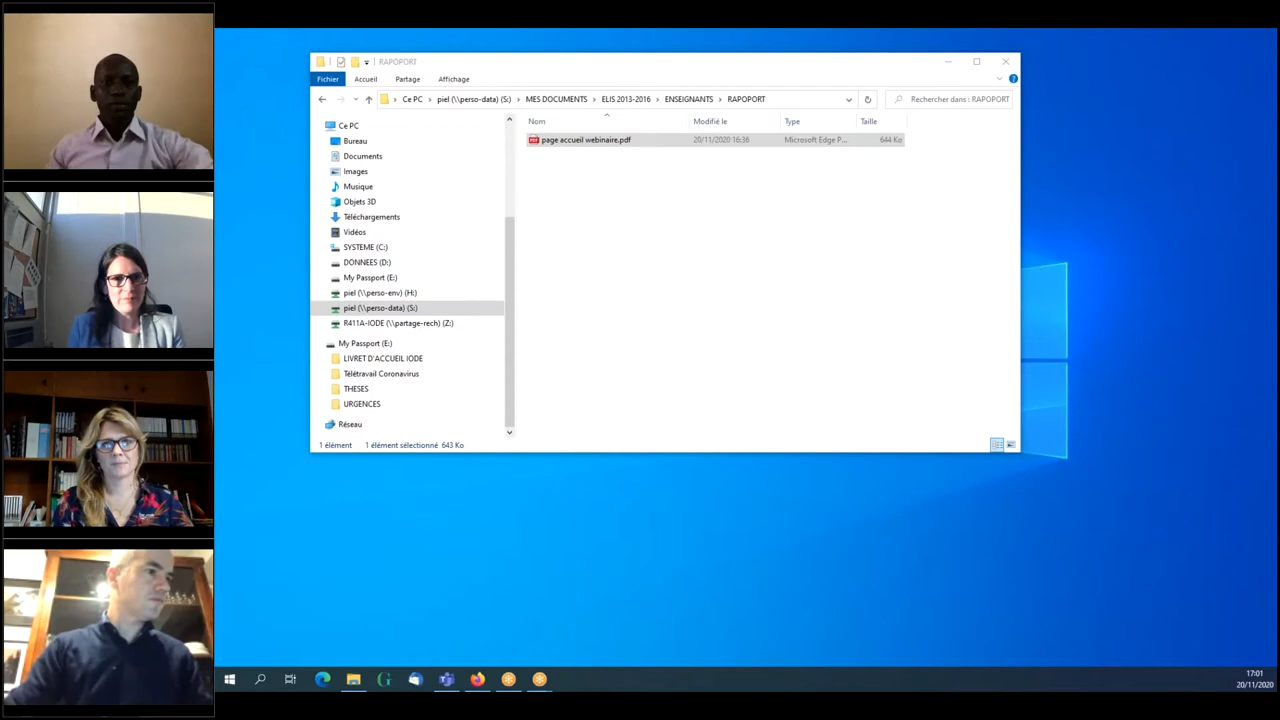 RAPOPORT
Fichier Accueil Partage Affichage
Ce PC piel (\\perso-data) (S:) MES DOCUMENTS ELIS 2013-2016 ENSEIGNANTS RAPOPORT
Rechercher dans : RAPOPORT
Nom Modifié le Type Taille
page accueil webinaire.pdf 20/11/2020 16:36 Microsoft Edge P... 644 Ko
Ce PC
Bureau
Documents
Images
Musique
Objets 3D
Téléchargements
Vidéos
SYSTEME (C:)
DONNEES (D:)
My Passport (E:)
piel (\\perso-env) (H:)
piel (\\perso-data) (S:)
R411A-IODE (\\partage-rech) (Z:)
My Passport (E:)
LIVRET D'ACCUEIL IODE
Télétravail Coronavirus
THESES
URGENCES
Réseau
1 élément 1 élément sélectionné 643 Ko
17:01
20/11/2020